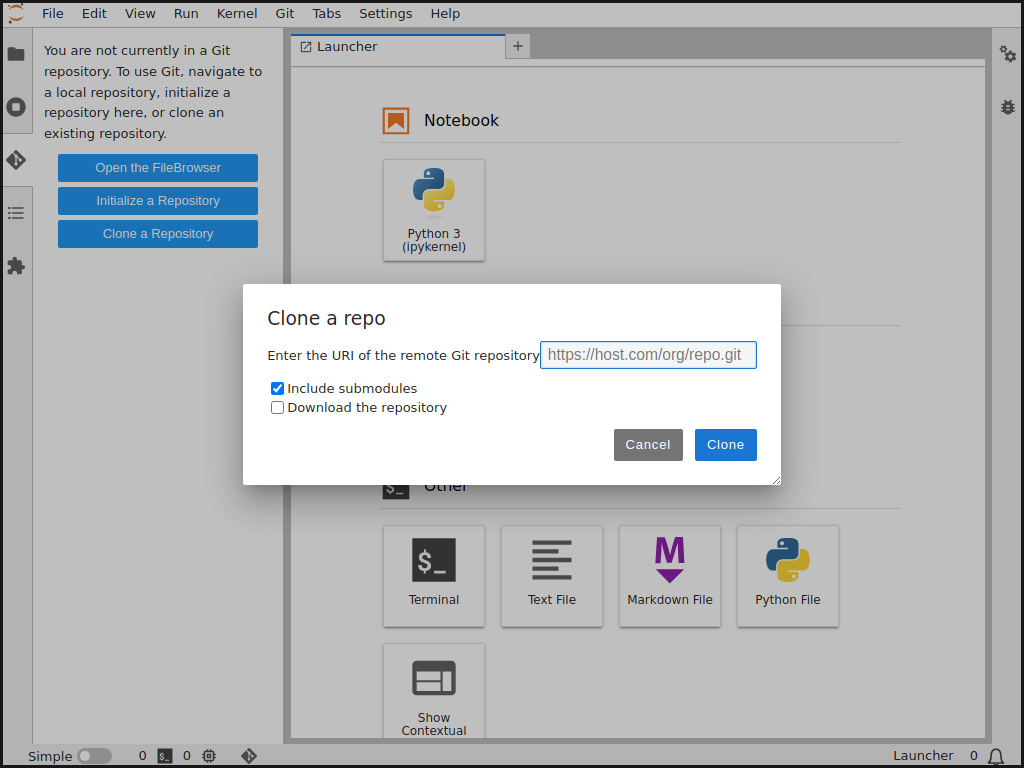 File Edit View Run Kernel Git Tabs Settings Help
You are not currently in a Git
repository. To use Git, navigate to
a local repository, initialize a
repository here, or clone an
existing repository.
Open the FileBrowser
Initialize a Repository
Clone a Repository
Launcher
Notebook
Python 3
(ipykernel)
Clone a repo
Enter the URI of the remote Git repository
https://host.com/org/repo.git
Include submodules
Download the repository
Cancel Clone
$_ Other
$_
Terminal
Text File
M
Markdown File
Python File
Show
Contextual
Simple 0 $_ 0 Launcher 0